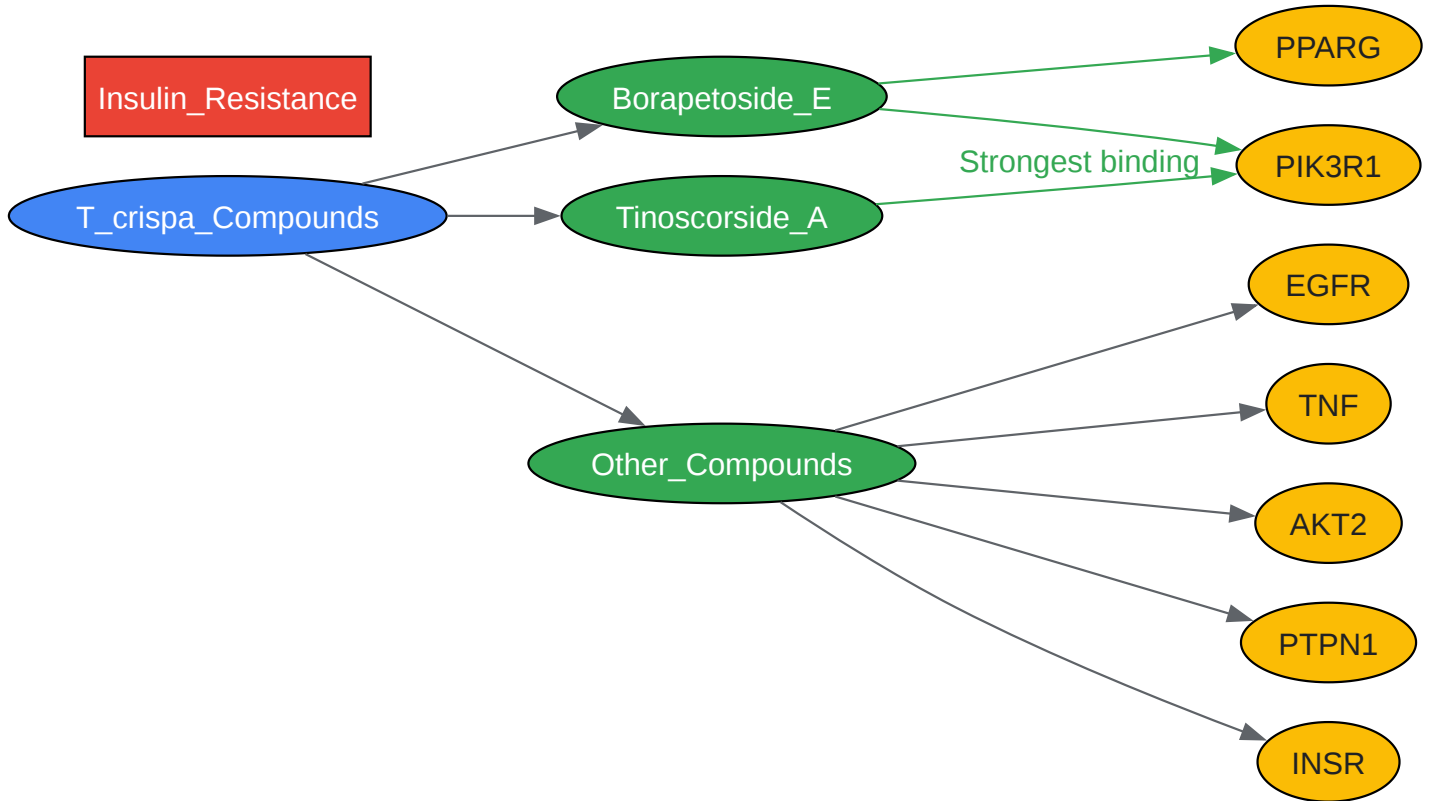 Insulin_Resistance
T_crispa_Compounds
Borapetoside_E
Tinoscorside_A
Other_Compounds
Strongest binding
PPARG
PIK3R1
EGFR
TNF
AKT2
PTPN1
INSR